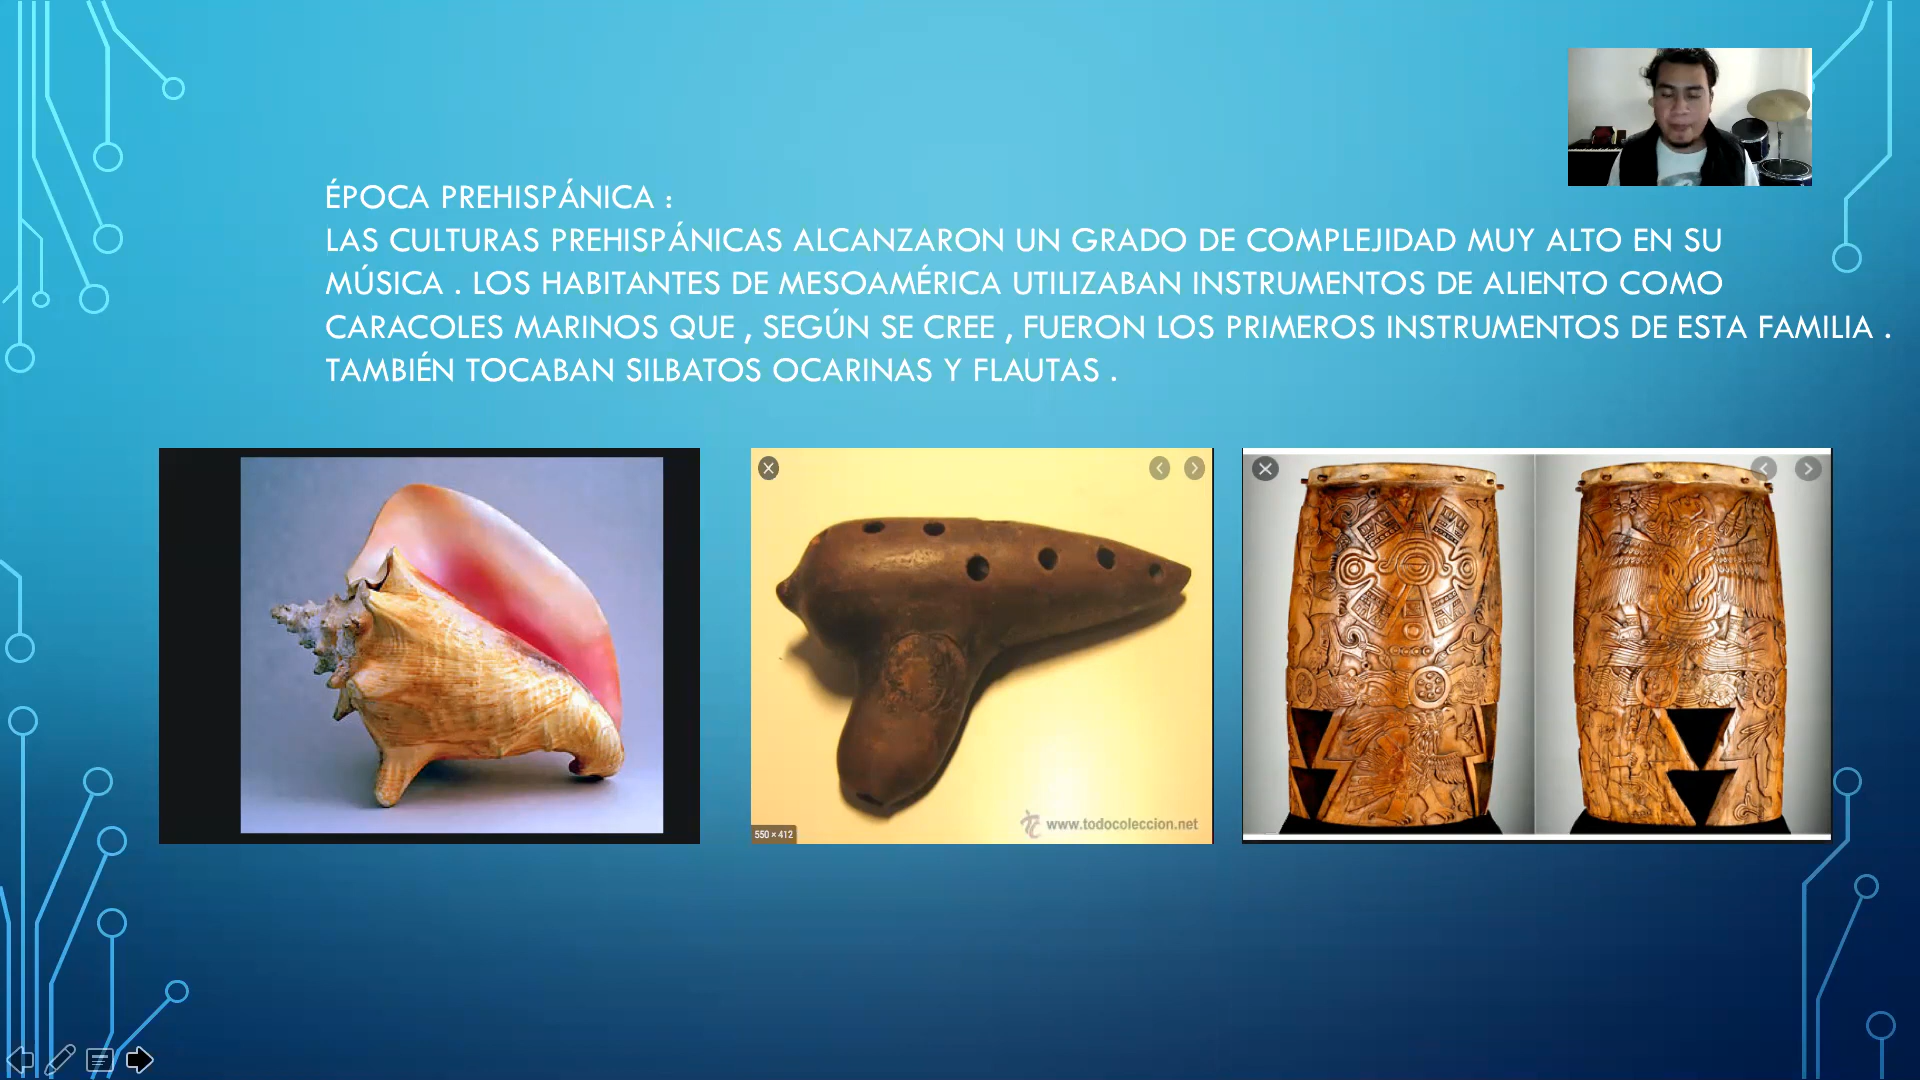 ÉPOCA PREHISPÁNICA :
LAS CULTURAS PREHISPÁNICAS ALCANZARON UN GRADO DE COMPLEJIDAD MUY ALTO EN SU
MÚSICA . LOS HABITANTES DE MESOAMÉRICA UTILIZABAN INSTRUMENTOS DE ALIENTO COMO
CARACOLES MARINOS QUE , SEGÚN SE CREE , FUERON LOS PRIMEROS INSTRUMENTOS DE ESTA FAMILIA .
TAMBIÉN TOCABAN SILBATOS OCARINAS Y FLAUTAS .
www.todocoleccion.net
550 × 412